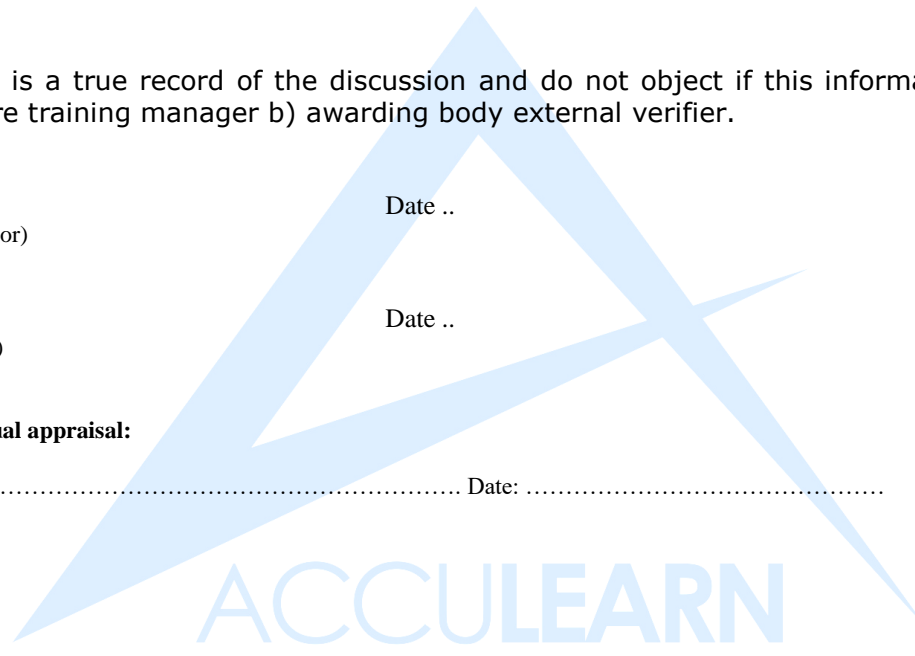 is a true record of the discussion and do not object if this informa
re training manager b) awarding body external verifier.
Date ..
or)
Date ..
)
ual appraisal:
…………………………………………………. Date: ………………………………………
ACCULEARN